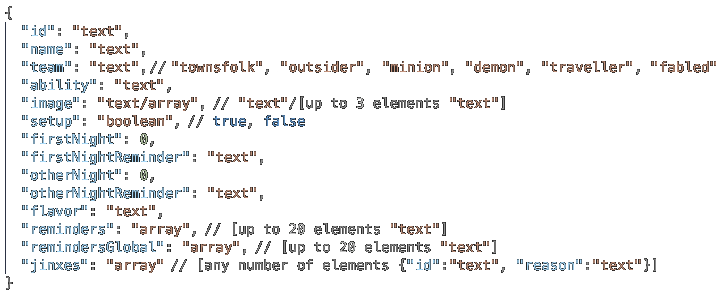 {
"id": "text",
"name": "text",
"team": "text",// "townsfolk", "outsider", "minion", "demon", "traveller", "fabled"
"ability": "text",
"image": "text/array", // "text"/[up to 3 elements "text"]
"setup": "boolean", // true, false
"firstNight": 0,
"firstNightReminder": "text",
"otherNight": 0,
"otherNightReminder": "text",
"flavor": "text",
"reminders": "array", // [up to 20 elements "text"]
"remindersGlobal": "array", // [up to 20 elements "text"]
"jinxes": "array" // [any number of elements {"id":"text", "reason":"text"}]
}